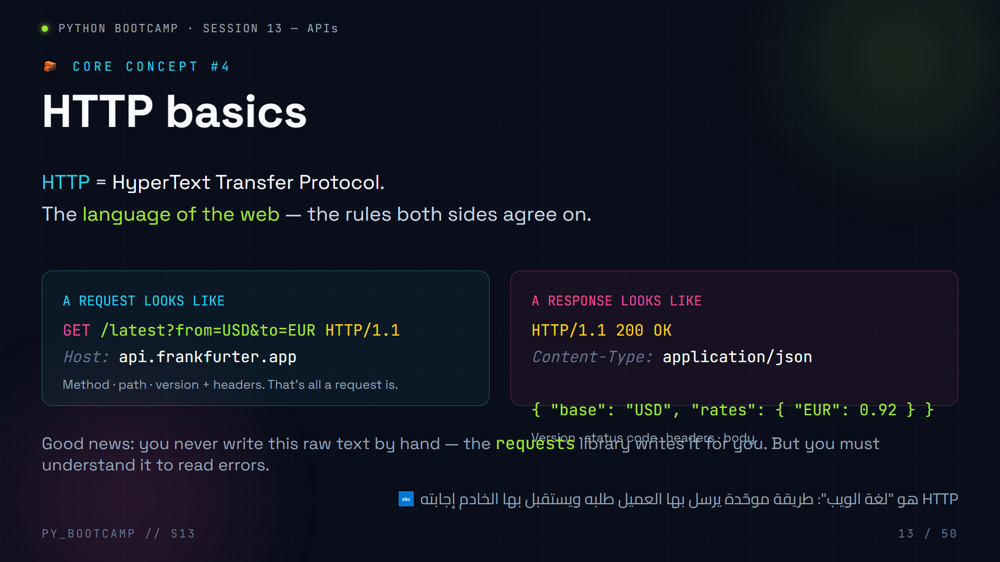 PYTHON BOOTCAMP · SESSION 13 — APIs
CORE CONCEPT #4
HTTP basics
HTTP = HyperText Transfer Protocol.
The language of the web — the rules both sides agree on.
A REQUEST LOOKS LIKE
GET /latest?from=USD&to=EUR HTTP/1.1
Host: api.frankfurter.app
Method · path · version + headers. That's all a request is.
A RESPONSE LOOKS LIKE
HTTP/1.1 200 OK
Content-Type: application/json
{ "base": "USD", "rates": { "EUR": 0.92 } }
Version · status code · headers · body.
Good news: you never write this raw text by hand — the requests library writes it for you. But you must
understand it to read errors.
HTTP هو "لغة الويب": طريقة موحّدة يرسل بها العميل طلبه ويستقبل بها الخادم إجابته 🔤
PY_BOOTCAMP // S13
13 / 50